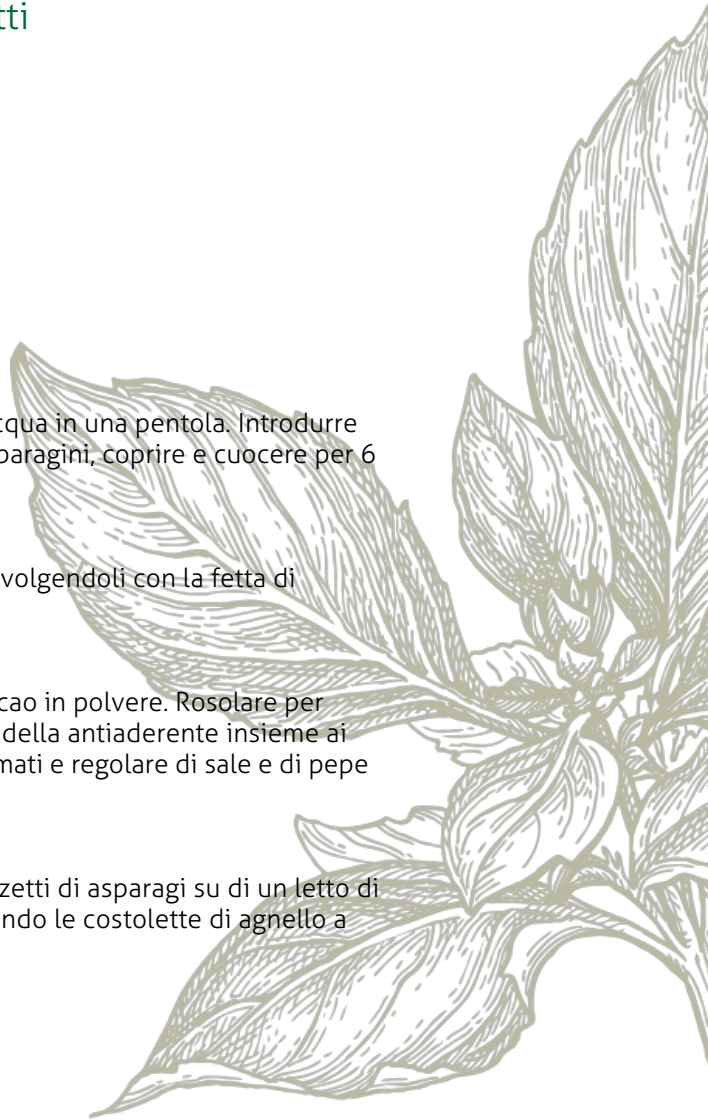 tti
cqua in una pentola. Introdurre
paragini, coprire e cuocere per 6
volgendoli con la fetta di
cao in polvere. Rosolare per
della antiaderente insieme ai
mati e regolare di sale e di pepe
zetti di asparagi su di un letto di
ndo le costolette di agnello a